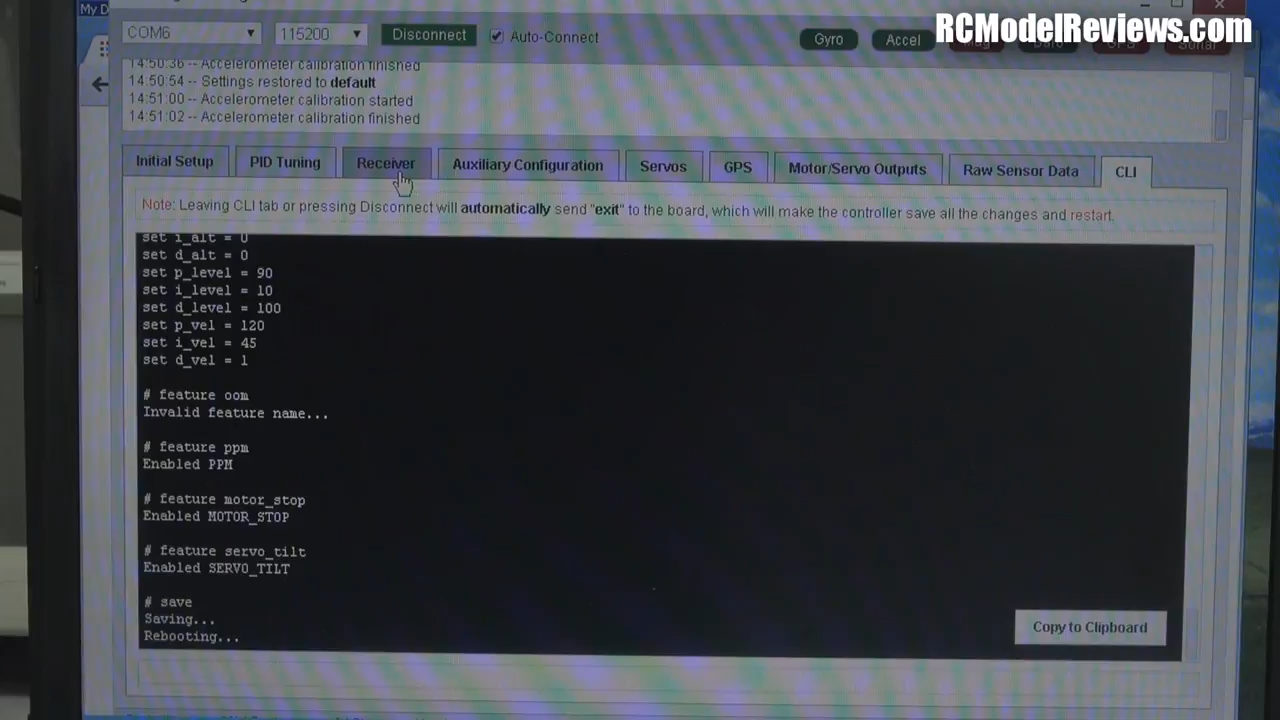 My D
RCModelReviews.com
COM6
115200
Disconnect
Auto-Connect
Gyro
Accel
14:50:36 -- Accelerometer calibration finished
14:50:54 -- Settings restored to default
14:51:00 -- Accelerometer calibration started
14:51:02 -- Accelerometer calibration finished
Initial Setup
PID Tuning
Receiver
Auxiliary Configuration
Servos
GPS
Motor/Servo Outputs
Raw Sensor Data
CLI
Note: Leaving CLI tab or pressing Disconnect will automatically send "exit" to the board, which will make the controller save all the changes and restart.
set i_alt = 0
set d_alt = 0
set p_level = 90
set i_level = 10
set d_level = 100
set p_vel = 120
set i_vel = 45
set d_vel = 1
# feature oom
Invalid feature name...
# feature ppm
Enabled PPM
# feature motor_stop
Enabled MOTOR_STOP
# feature servo_tilt
Enabled SERVO_TILT
# save
Saving...
Rebooting...
Copy to Clipboard